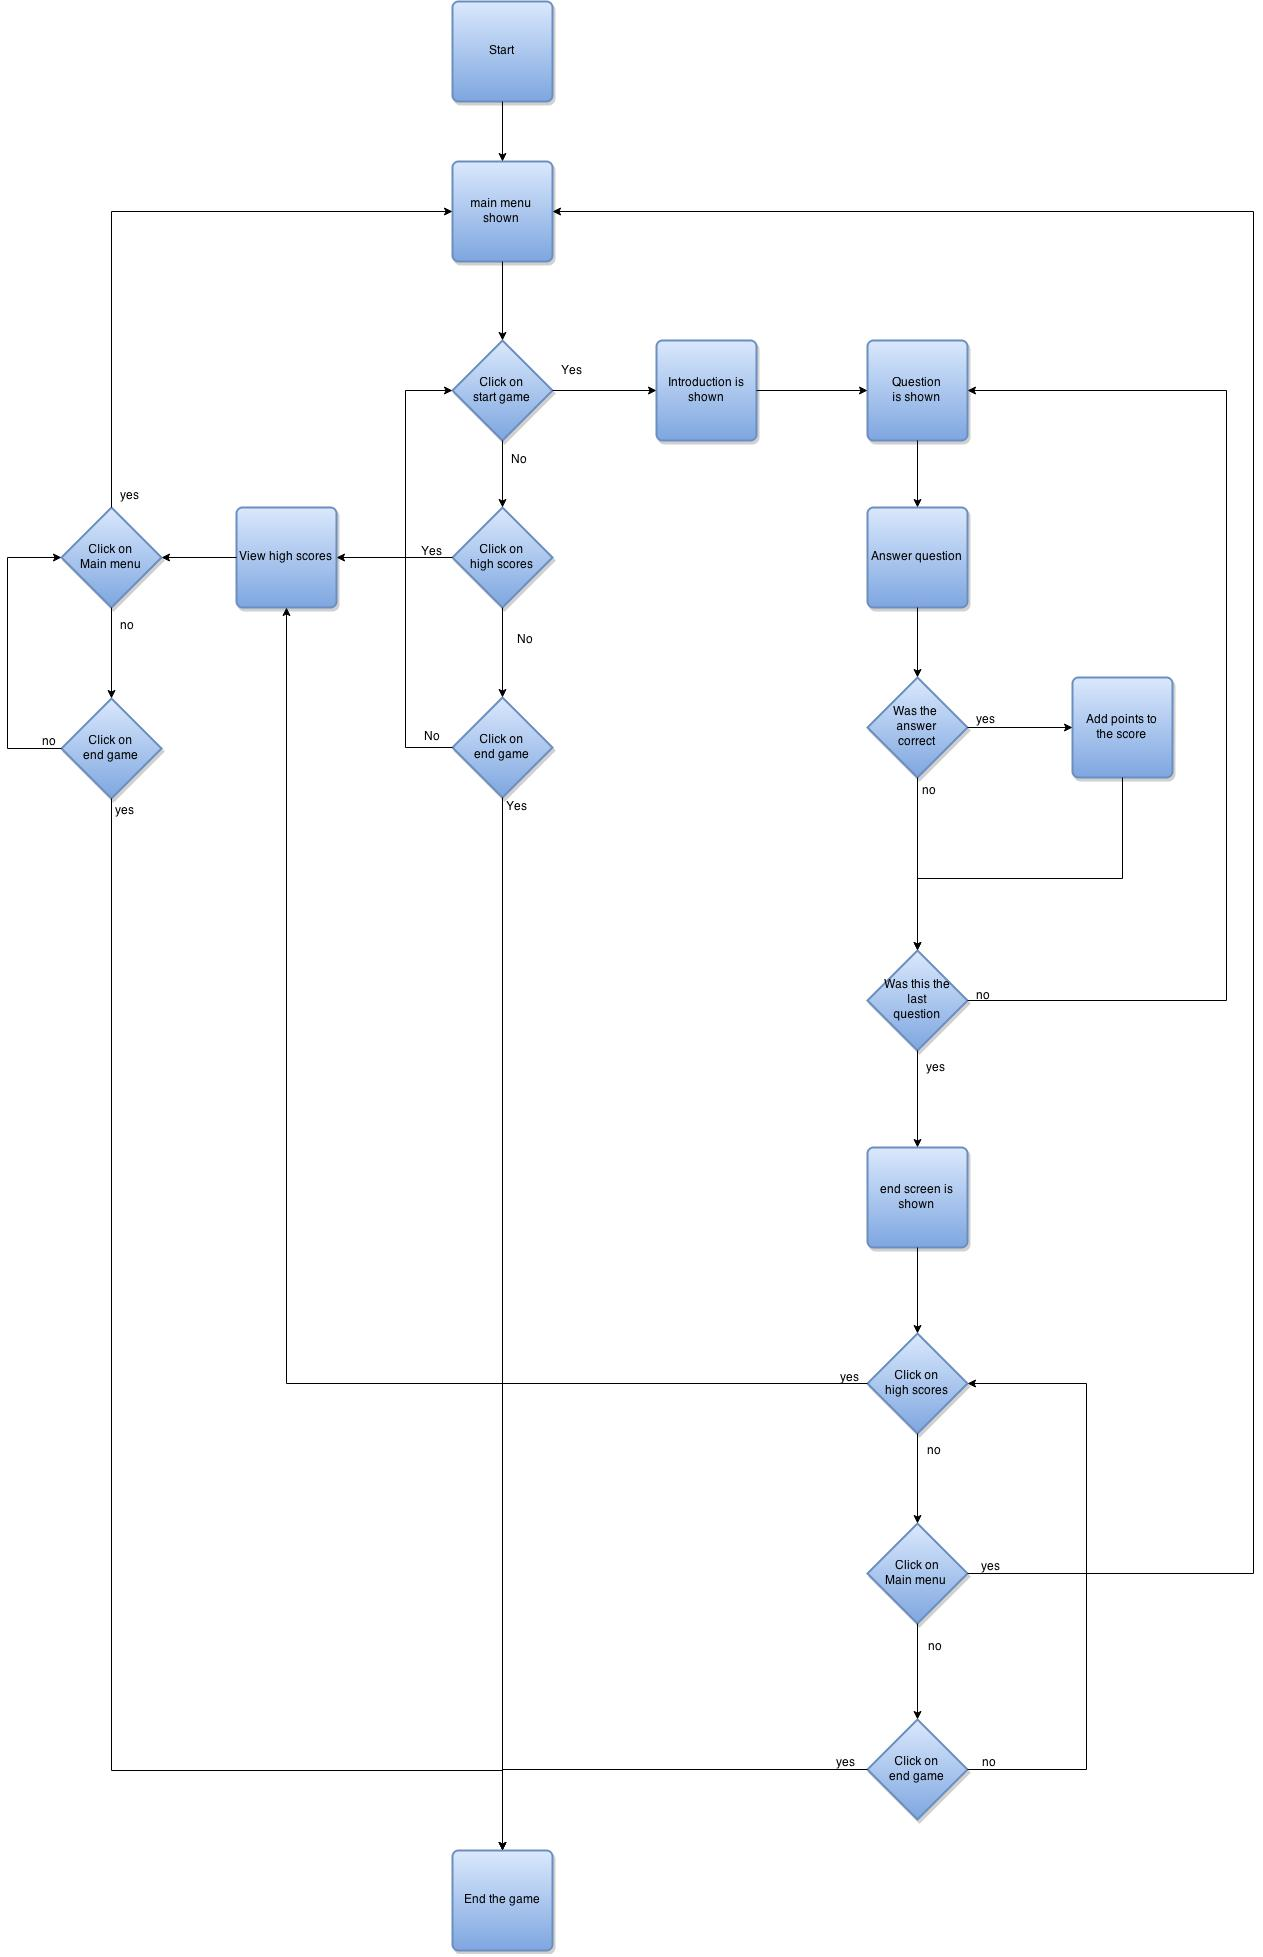 Start
main menu
shown
Click on
start game
Yes
Introduction is
shown
Question
is shown
No
yes
Click on
Main menu
View high scores
Yes
Click on
high scores
Answer question
no
No
Click on
end game
no
yes
No
Click on
end game
Yes
Was the
answer
correct
yes
Add points to
the score
no
Was this the
last
question
no
yes
end screen is
shown
yes
Click on
high scores
no
Click on
Main menu
yes
no
yes
Click on
end game
no
End the game